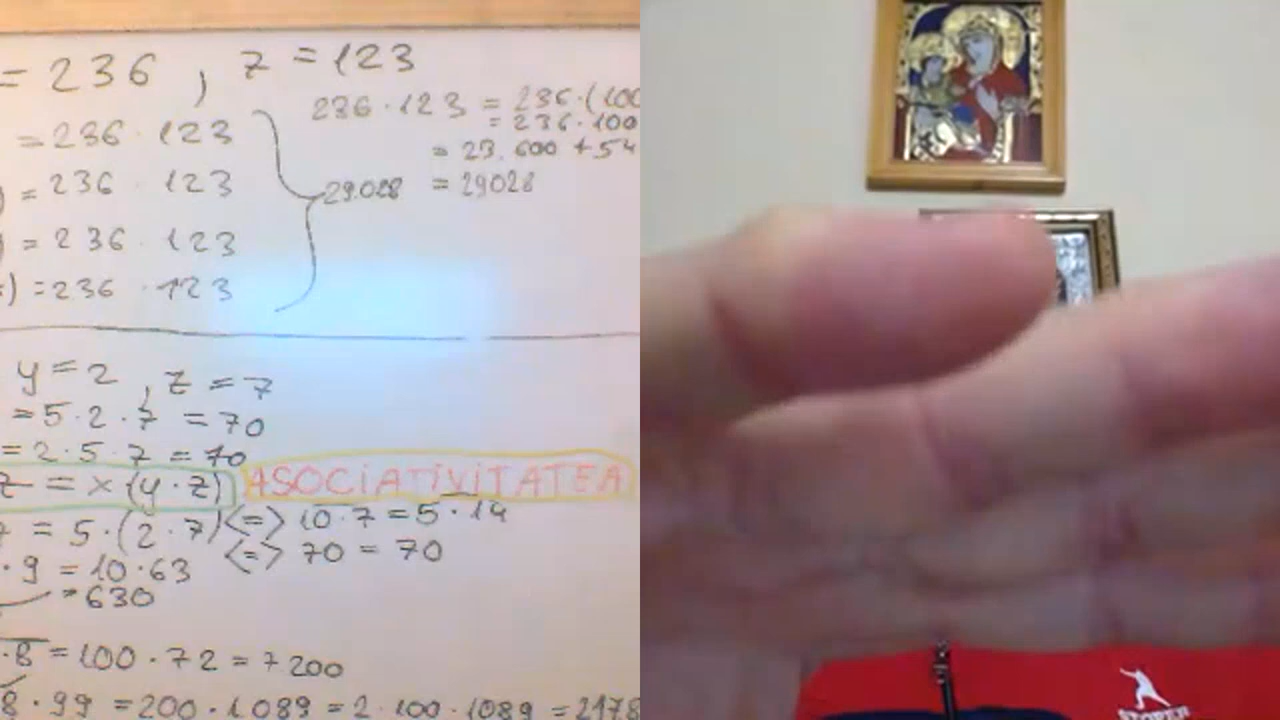 = 236 , z = 123
236 · 123 = 236 · (100
= 236 · 100
= 236 · 123
= 23.600 + 54
) = 236 · 123
29.028 = 29028
) = 236 · 123
) = 236 · 123
y = 2 , z = 7
= 5 · 2 · 7 = 70
= 2 · 5 · 7 = 70
z = x (y · z) ASOCIATIVITATEA
7 = 5 · (2 · 7) <=> 10 · 7 = 5 · 14
<=> 70 = 70
· 9 = 10 · 63
= 630
· 8 = 100 · 72 = 7200
8 · 99 = 200 · 1089 = 2 · 100 · 1089 = 2178